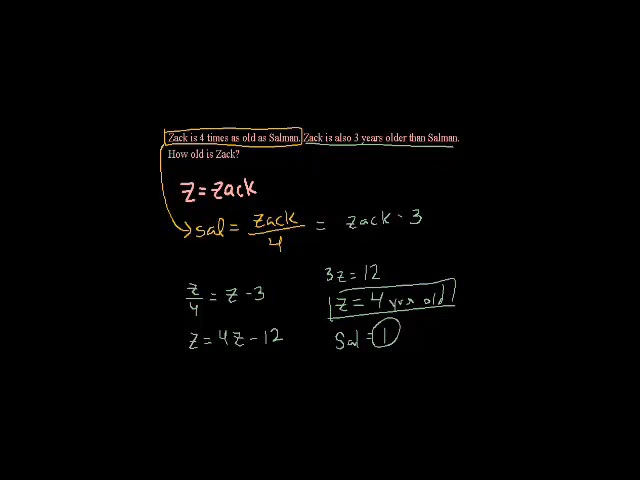 Zack is 4 times as old as Salman. Zack is also 3 years older than Salman.
How old is Zack?
z = zack
sal = zack/4 = zack - 3
z/4 = z - 3
z = 4z - 12
3z = 12
z = 4 yrs old
Sal = 1